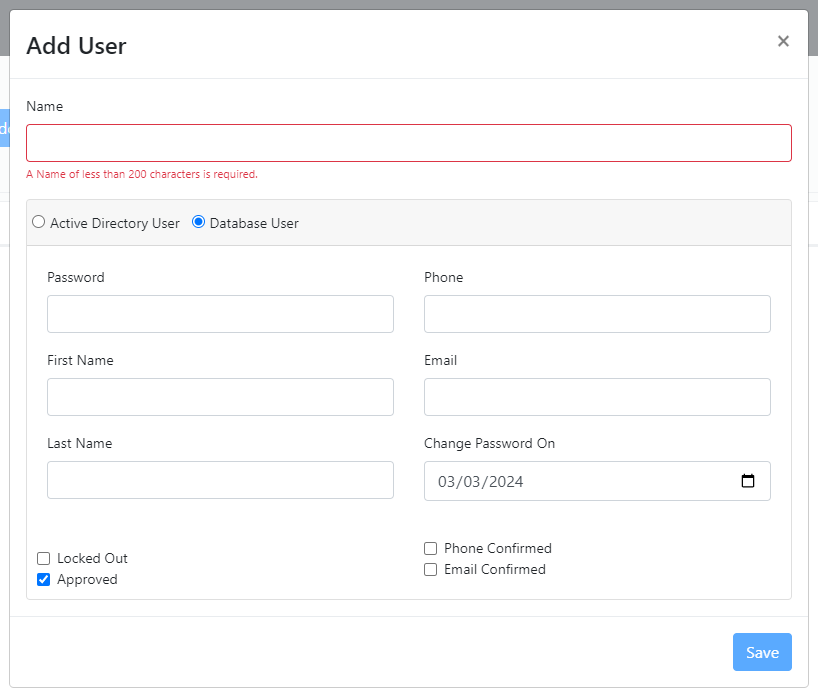 Add User
×
Name
A Name of less than 200 characters is required.
Active Directory User Database User
Password Phone
First Name Email
Last Name Change Password On
03/03/2024
Locked Out Phone Confirmed
Approved Email Confirmed
Save